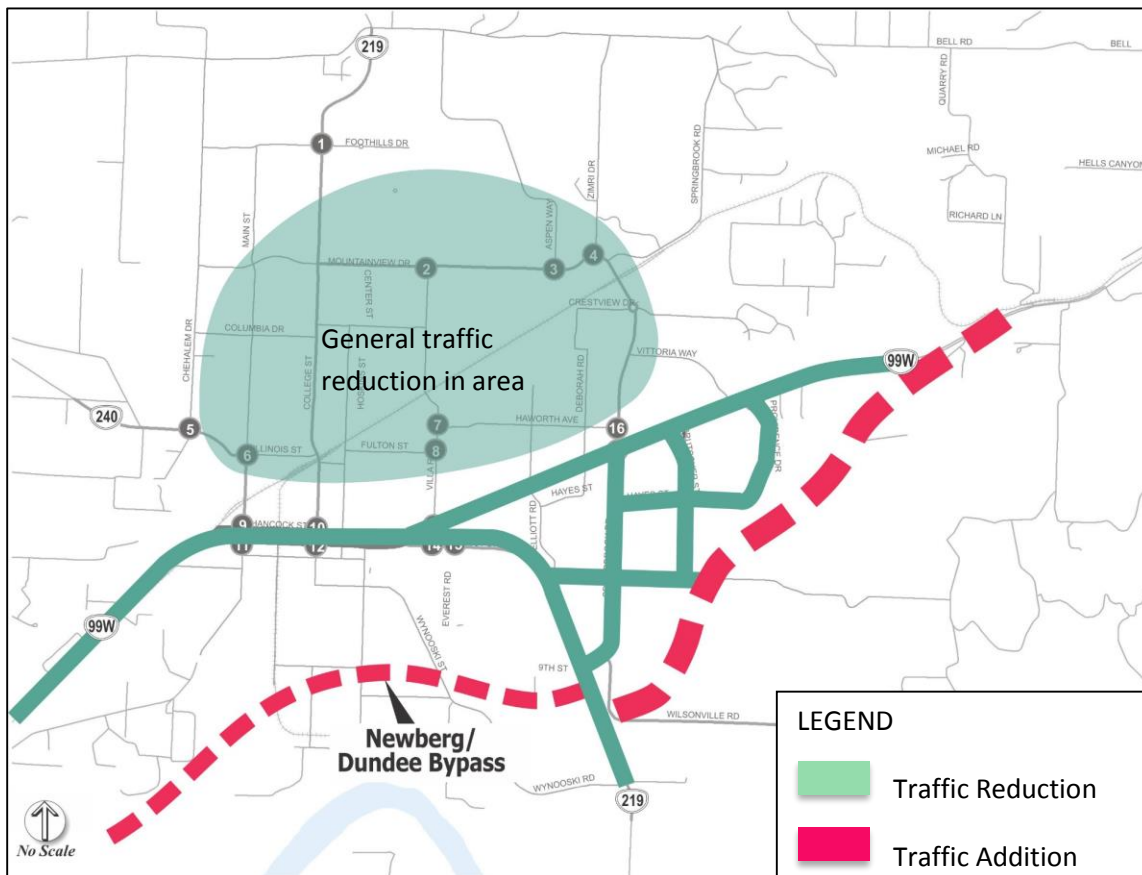 219
BELL RD
BELL
QUARRY RD
1
FOOTHILLS DR
MICHAEL RD
HELLS CANYON
ZIMRI DR
SPRINGBROOK RD
RICHARD LN
MAIN ST
ASPEN WAY
MOUNTAINVIEW DR
2
3
4
CENTER ST
CRESTVIEW DR
COLUMBIA DR
General traffic
reduction in area
VITTORIA WAY
CHEHALEM DR
COLLEGE ST
DEBORAH RD
99W
240
5
6
ILLINOIS ST
FULTON ST
7
8
HAWORTH AVE
16
HAYES ST
ELLIOTT RD
9
HANCOCK ST
10
11
12
14
EVEREST RD
99W
WYNOOSKI ST
9TH ST
WILSONVILLE RD
Newberg/
Dundee Bypass
WYNOOSKI RD
219
No Scale
LEGEND
Traffic Reduction
Traffic Addition